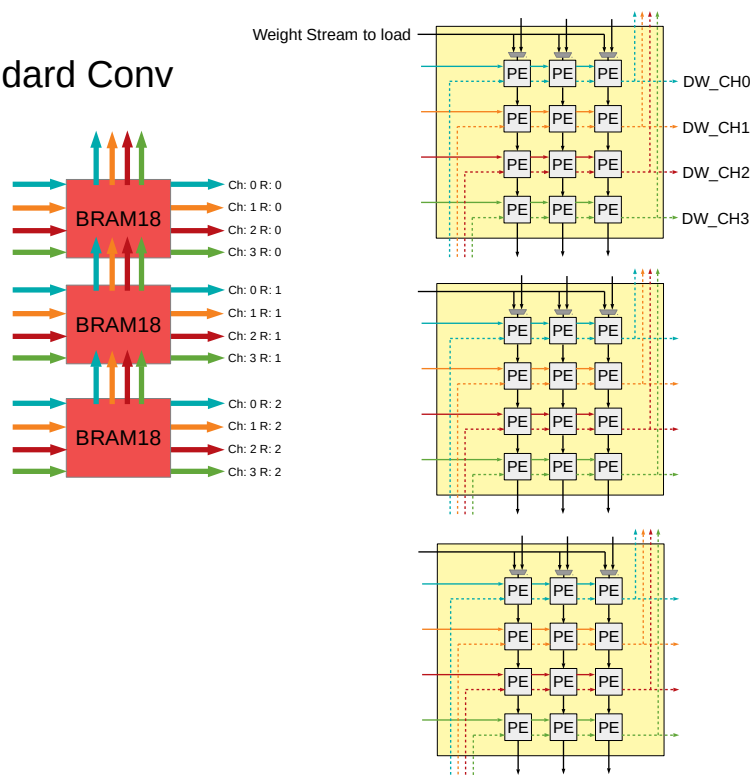 Weight Stream to load
dard Conv
BRAM18
Ch: 0 R: 0
Ch: 1 R: 0
Ch: 2 R: 0
Ch: 3 R: 0
BRAM18
Ch: 0 R: 1
Ch: 1 R: 1
Ch: 2 R: 1
Ch: 3 R: 1
BRAM18
Ch: 0 R: 2
Ch: 1 R: 2
Ch: 2 R: 2
Ch: 3 R: 2
PE PE PE DW_CH0
PE PE PE DW_CH1
PE PE PE DW_CH2
PE PE PE DW_CH3
PE PE PE
PE PE PE
PE PE PE
PE PE PE
PE PE PE
PE PE PE
PE PE PE
PE PE PE